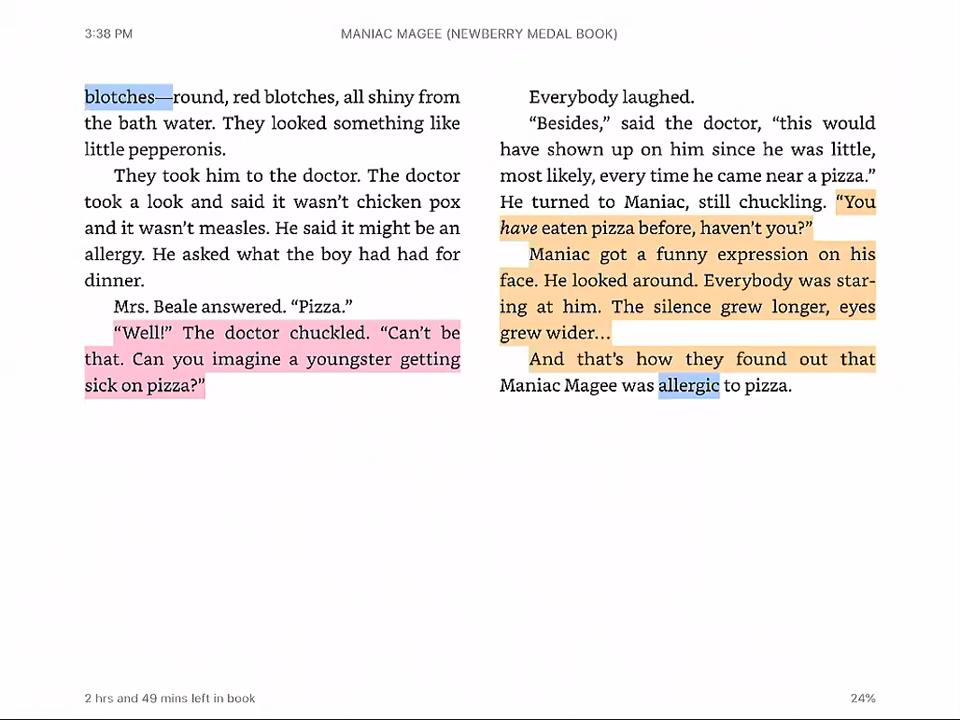 3:38 PM
MANIAC MAGEE (NEWBERRY MEDAL BOOK)
blotches—round, red blotches, all shiny from
the bath water. They looked something like
little pepperonis.
They took him to the doctor. The doctor
took a look and said it wasn’t chicken pox
and it wasn’t measles. He said it might be an
allergy. He asked what the boy had had for
dinner.
Mrs. Beale answered. “Pizza.”
“Well!” The doctor chuckled. “Can’t be
that. Can you imagine a youngster getting
sick on pizza?”
Everybody laughed.
“Besides,” said the doctor, “this would
have shown up on him since he was little,
most likely, every time he came near a pizza.”
He turned to Maniac, still chuckling. “You
have eaten pizza before, haven’t you?”
Maniac got a funny expression on his
face. He looked around. Everybody was star-
ing at him. The silence grew longer, eyes
grew wider...
And that’s how they found out that
Maniac Magee was allergic to pizza.
2 hrs and 49 mins left in book
24%